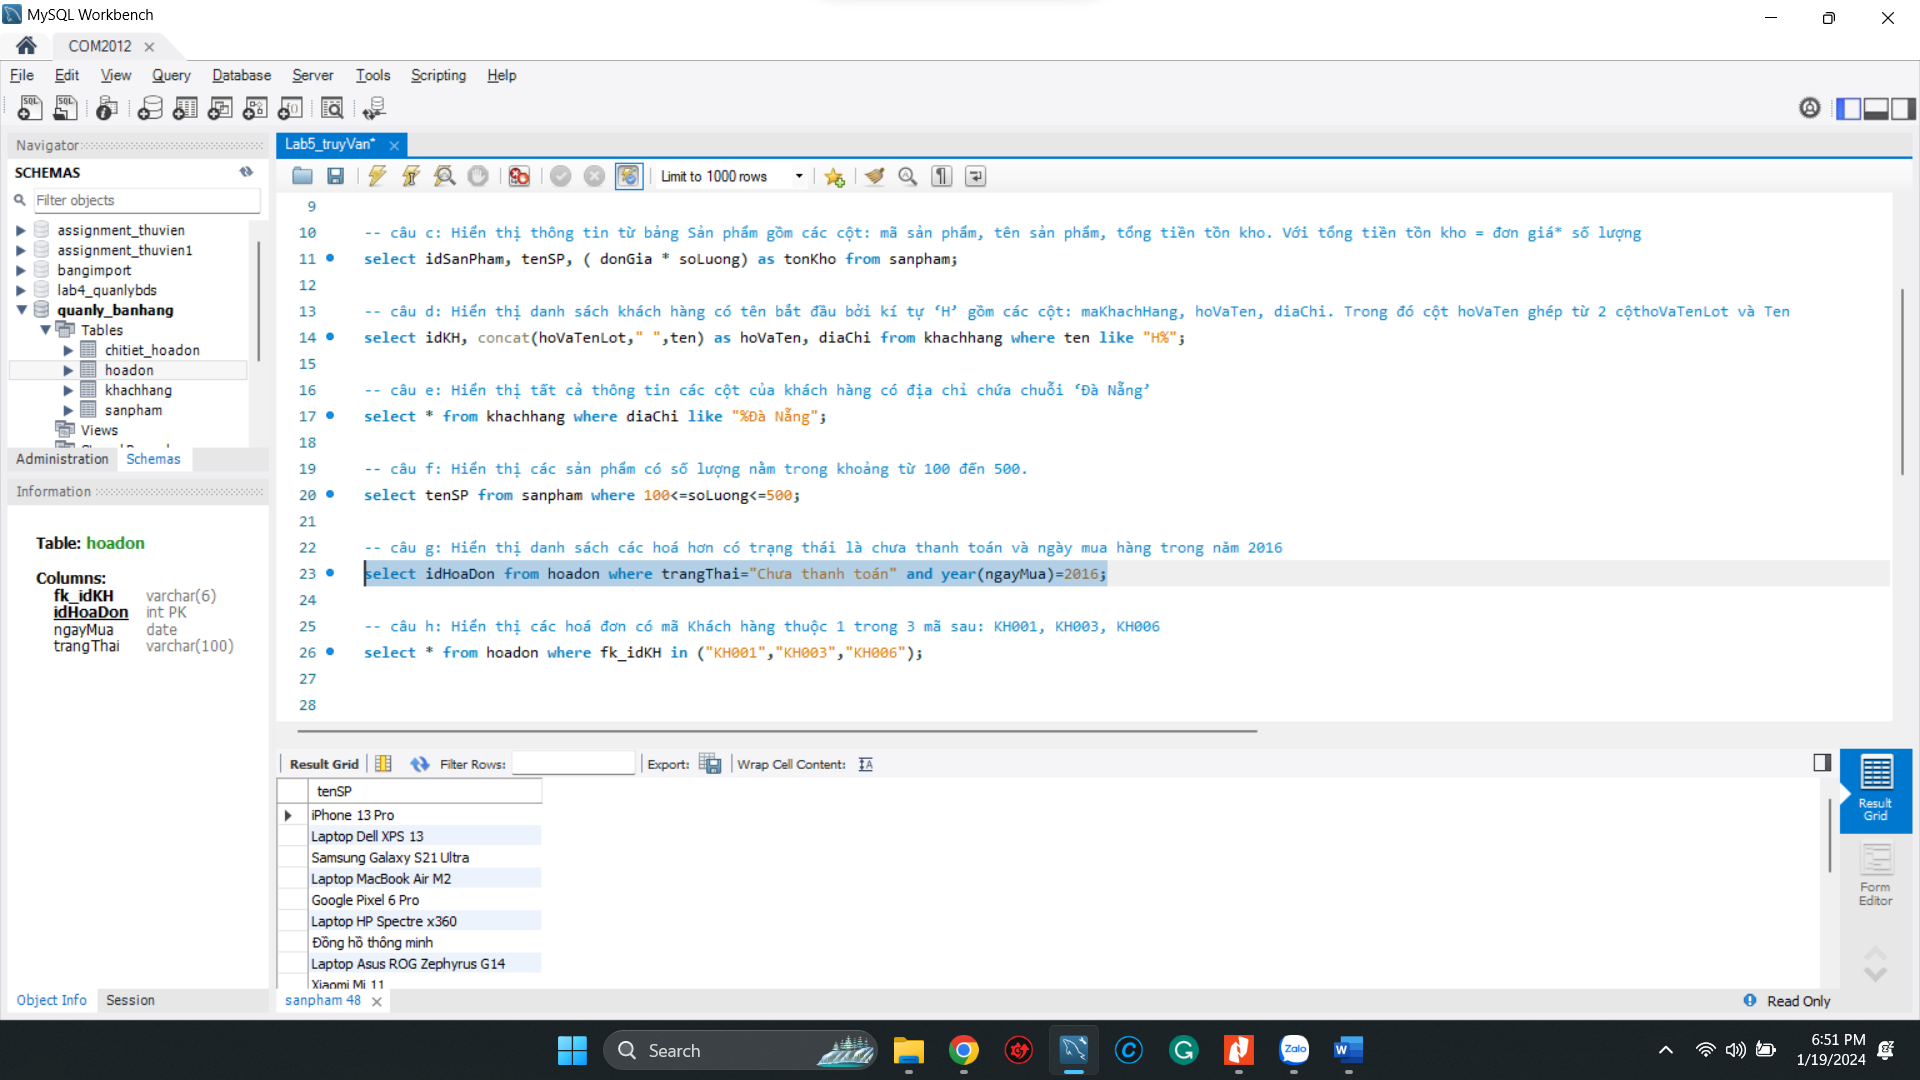 MySQL Workbench
COM2012
File Edit View Query Database Server Tools Scripting Help
Navigator
SCHEMAS
Filter objects
assignment_thuvien
assignment_thuvien1
bangimport
lab4_quanlybds
quanly_banhang
Tables
chitiet_hoadon
hoadon
khachhang
sanpham
Views
Administration Schemas
Information
Table: hoadon
Columns:
fk_idKH varchar(6)
idHoaDon int PK
ngayMua date
trangThai varchar(100)
Object Info Session
Lab5_truyVan*
Limit to 1000 rows
9
10 -- câu c: Hiển thị thông tin từ bảng Sản phẩm gồm các cột: mã sản phẩm, tên sản phẩm, tổng tiền tồn kho. Với tổng tiền tồn kho = đơn giá* số lượng
11 select idSanPham, tenSP, ( donGia * soLuong) as tonKho from sanpham;
12
13 -- câu d: Hiển thị danh sách khách hàng có tên bắt đầu bởi kí tự ‘H’ gồm các cột: maKhachHang, hoVaTen, diaChi. Trong đó cột hoVaTen ghép từ 2 cộthoVaTenLot và Ten
14 select idKH, concat(hoVaTenLot," ",ten) as hoVaTen, diaChi from khachhang where ten like "H%";
15
16 -- câu e: Hiển thị tất cả thông tin các cột của khách hàng có địa chỉ chứa chuỗi ‘Đà Nẵng’
17 select * from khachhang where diaChi like "%Đà Nẵng";
18
19 -- câu f: Hiển thị các sản phẩm có số lượng nằm trong khoảng từ 100 đến 500.
20 select tenSP from sanpham where 100<=soLuong<=500;
21
22 -- câu g: Hiển thị danh sách các hoá hơn có trạng thái là chưa thanh toán và ngày mua hàng trong năm 2016
23 select idHoaDon from hoadon where trangThai="Chưa thanh toán" and year(ngayMua)=2016;
24
25 -- câu h: Hiển thị các hoá đơn có mã Khách hàng thuộc 1 trong 3 mã sau: KH001, KH003, KH006
26 select * from hoadon where fk_idKH in ("KH001","KH003","KH006");
27
28
Result Grid Filter Rows: Export: Wrap Cell Content:
tenSP
iPhone 13 Pro
Laptop Dell XPS 13
Samsung Galaxy S21 Ultra
Laptop MacBook Air M2
Google Pixel 6 Pro
Laptop HP Spectre x360
Đồng hồ thông minh
Laptop Asus ROG Zephyrus G14
Xiaomi Mi 11
Result
Grid
Form
Editor
sanpham 48
Read Only
Search
Zalo
6:51 PM
1/19/2024